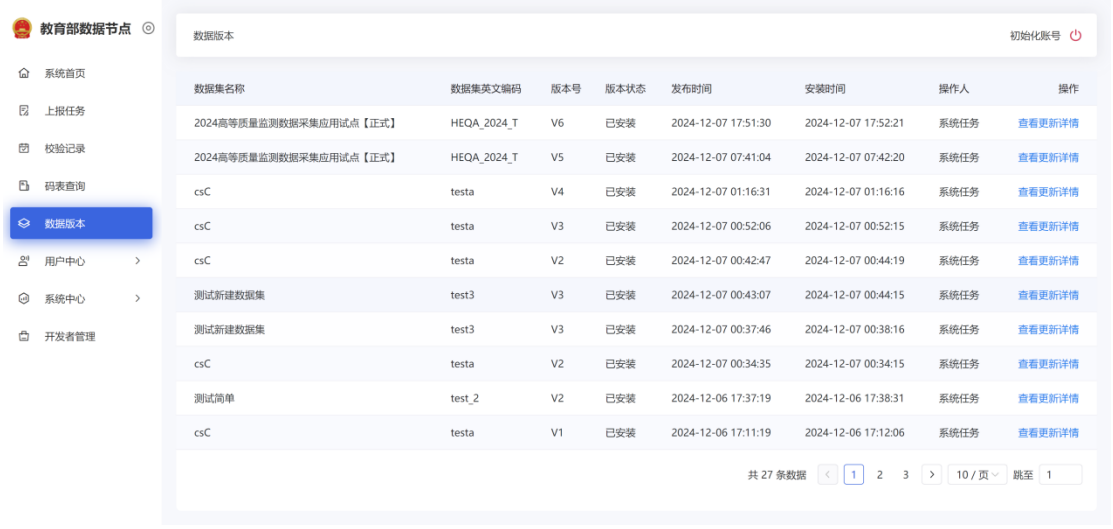 教育部数据节点
系统首页
上报任务
校验记录
码表查询
数据版本
用户中心
系统中心
开发者管理
数据版本 初始化账号
数据集名称 数据集英文编码 版本号 版本状态 发布时间 安装时间 操作人 操作
2024高等质量监测数据采集应用试点【正式】 HEQA_2024_T V6 已安装 2024-12-07 17:51:30 2024-12-07 17:52:21 系统任务 查看更新详情
2024高等质量监测数据采集应用试点【正式】 HEQA_2024_T V5 已安装 2024-12-07 07:41:04 2024-12-07 07:42:20 系统任务 查看更新详情
csC testa V4 已安装 2024-12-07 01:16:31 2024-12-07 01:16:16 系统任务 查看更新详情
csC testa V3 已安装 2024-12-07 00:52:06 2024-12-07 00:52:15 系统任务 查看更新详情
csC testa V2 已安装 2024-12-07 00:42:47 2024-12-07 00:44:19 系统任务 查看更新详情
测试新建数据集 test3 V3 已安装 2024-12-07 00:43:07 2024-12-07 00:44:15 系统任务 查看更新详情
测试新建数据集 test3 V3 已安装 2024-12-07 00:37:46 2024-12-07 00:38:16 系统任务 查看更新详情
csC testa V2 已安装 2024-12-07 00:34:35 2024-12-07 00:34:15 系统任务 查看更新详情
测试简单 test_2 V2 已安装 2024-12-06 17:37:19 2024-12-06 17:38:31 系统任务 查看更新详情
csC testa V1 已安装 2024-12-06 17:11:19 2024-12-06 17:12:06 系统任务 查看更新详情
共 27 条数据 1 2 3 10 / 页 跳至 1